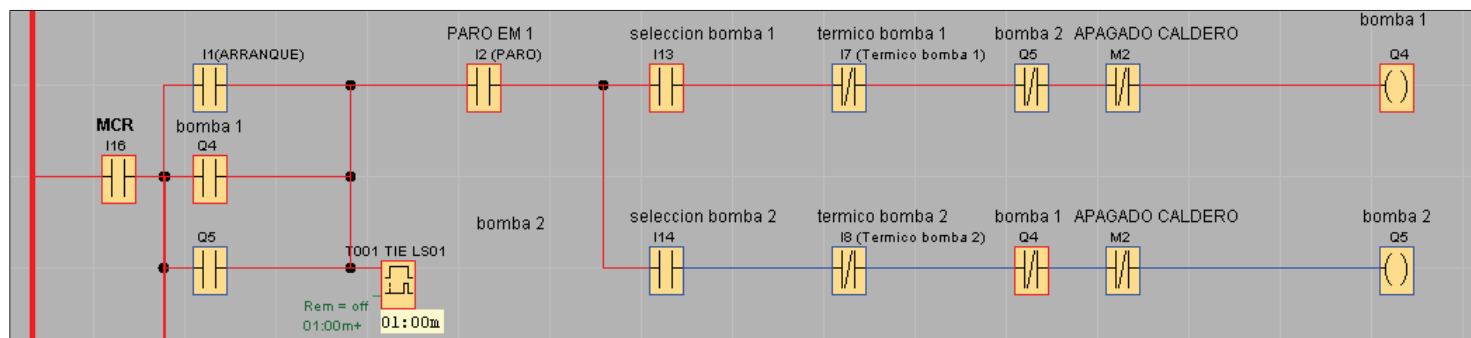 bomba 1
PARO EM 1
seleccion bomba 1
termico bomba 1
bomba 2
APAGADO CALDERO
I1(ARRANQUE)
I2 (PARO)
I13
I7 (Termico bomba 1)
Q5
M2
Q4
MCR
bomba 1
I16
Q4
bomba 2
seleccion bomba 2
termico bomba 2
bomba 1
APAGADO CALDERO
bomba 2
Q5
T001 TIE LS01
I14
I8 (Termico bomba 2)
Q4
M2
Q5
Rem = off
01:00m+
01:00m